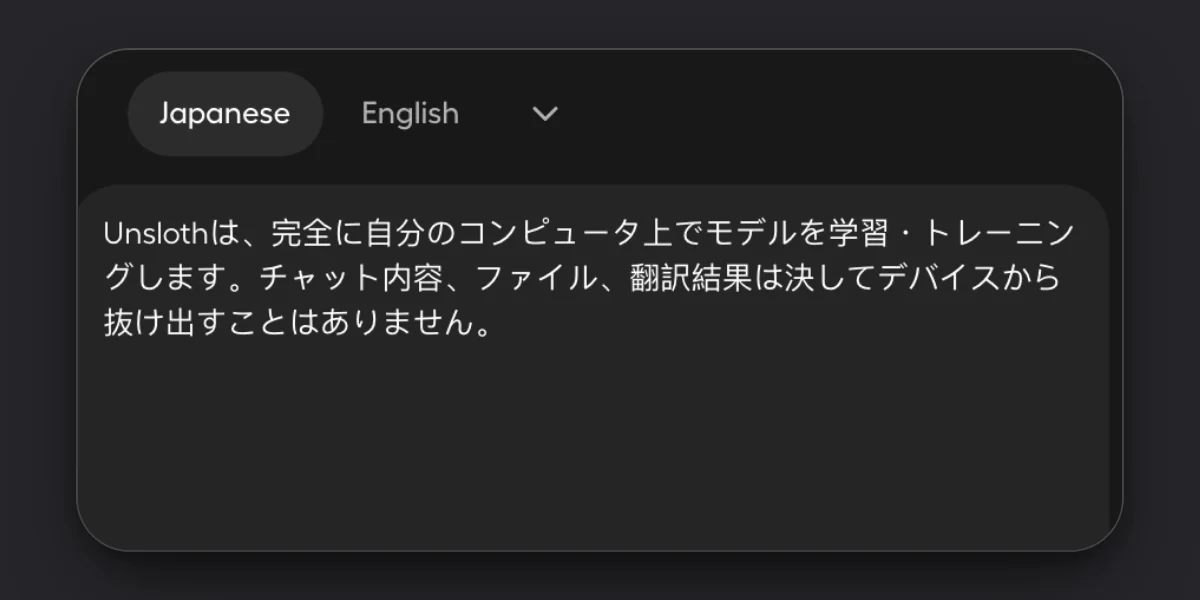 Japanese English
Unslothは、完全に自分のコンピュータ上でモデルを学習・トレーニン
グします。チャット内容、ファイル、翻訳結果は決してデバイスから
抜け出すことはありません。